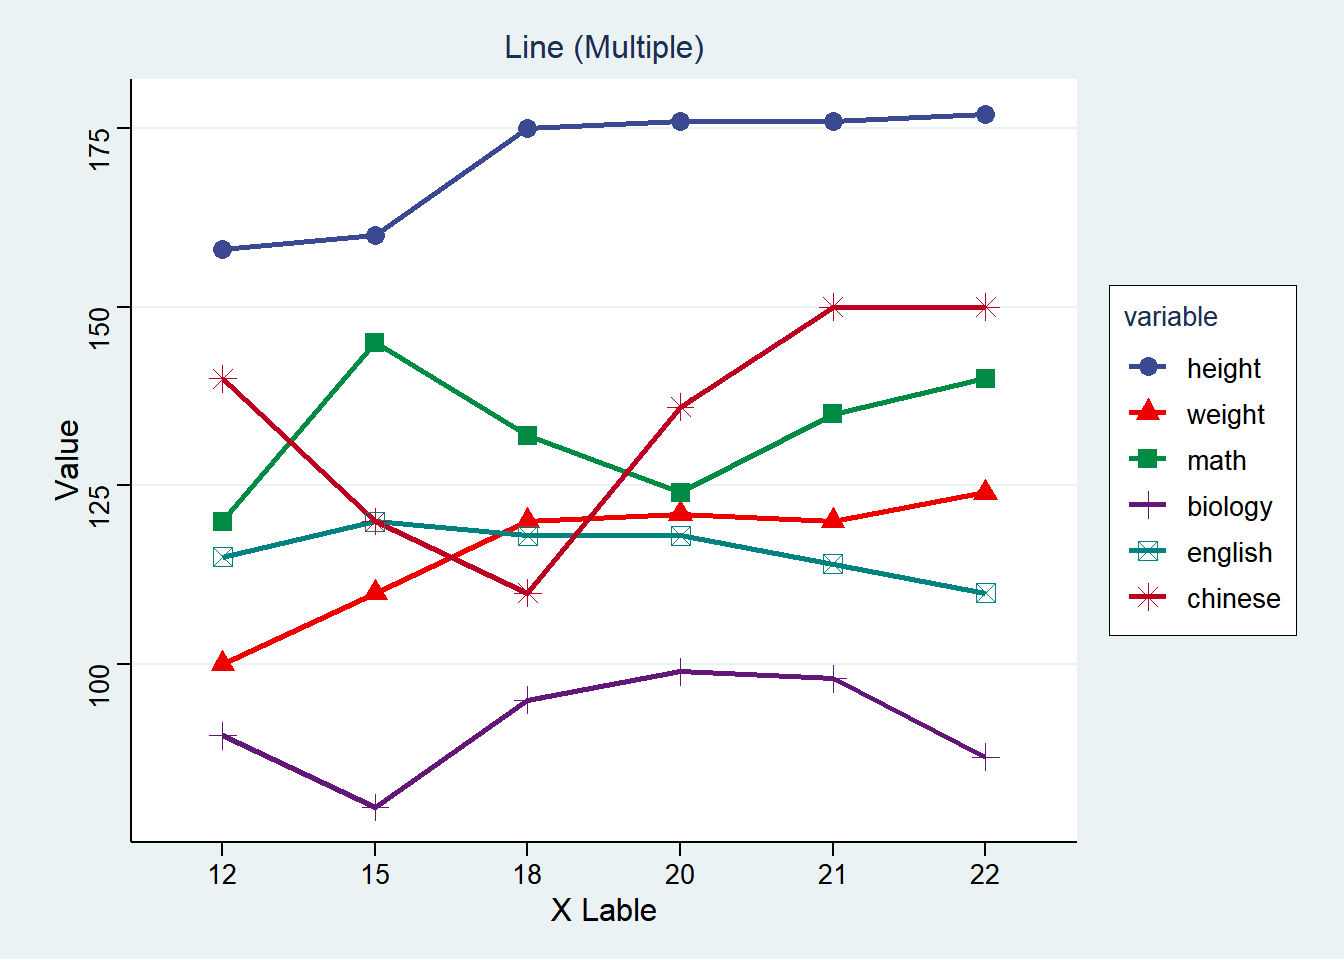 Line (Multiple)
175
150
125
100
Value
12 15 18 20 21 22
X Lable
variable
height
weight
math
biology
english
chinese